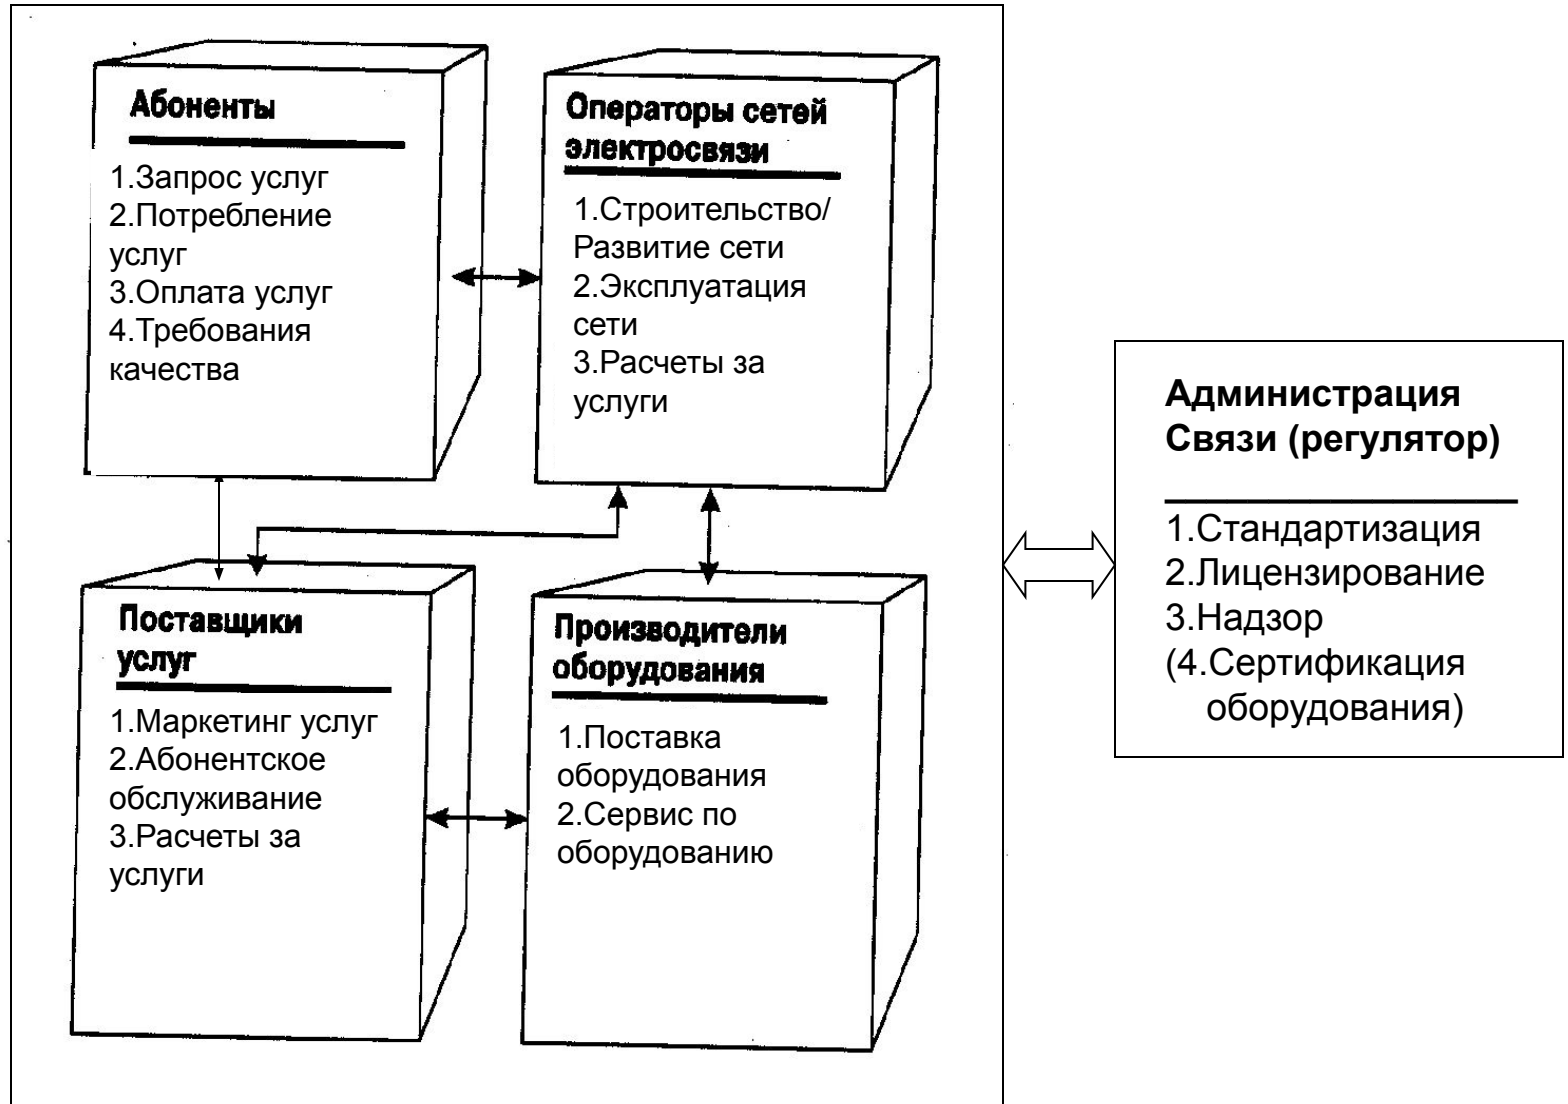 Абоненты
1.Запрос услуг
2.Потребление
услуг
3.Оплата услуг
4.Требования
качества
Операторы сетей
электросвязи
1.Строительство/
Развитие сети
2.Эксплуатация
сети
3.Расчеты за
услуги
Поставщики
услуг
1.Маркетинг услуг
2.Абонентское
обслуживание
3.Расчеты за
услуги
Производители
оборудования
1.Поставка
оборудования
2.Сервис по
оборудованию
Администрация
Связи (регулятор)
1.Стандартизация
2.Лицензирование
3.Надзор
(4.Сертификация
оборудования)